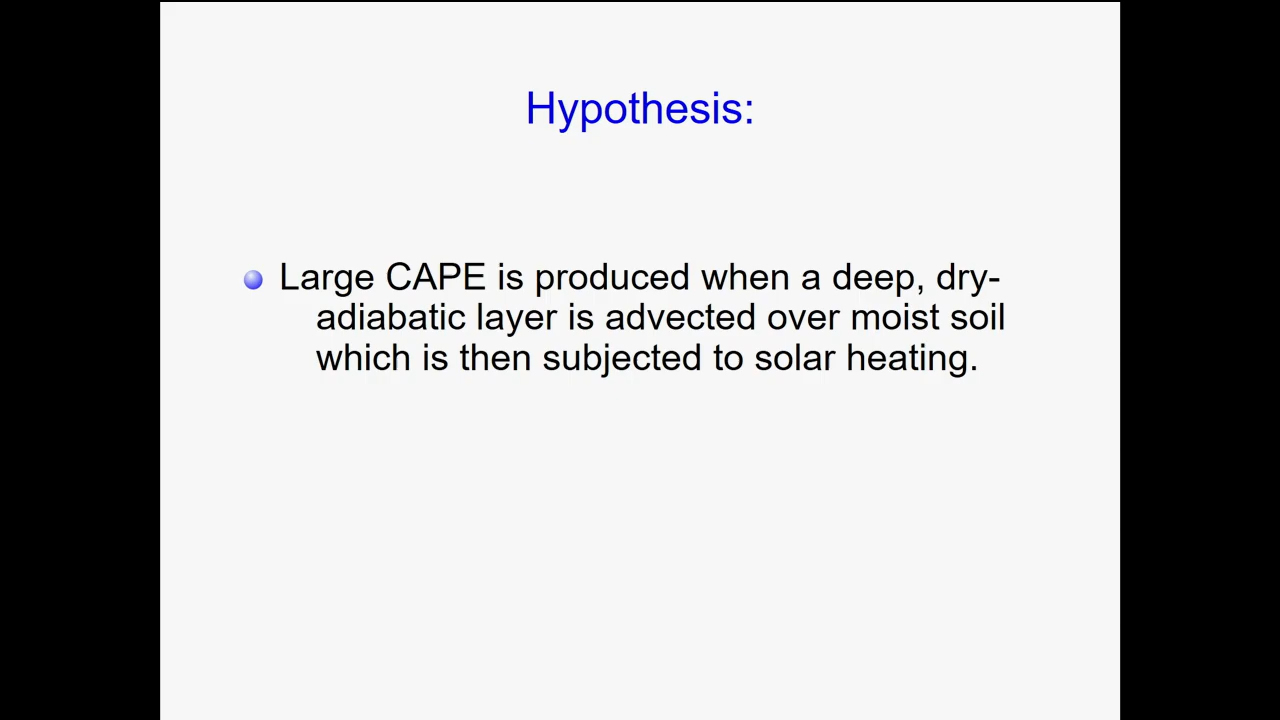 Hypothesis:
Large CAPE is produced when a deep, dry-
adiabatic layer is advected over moist soil
which is then subjected to solar heating.